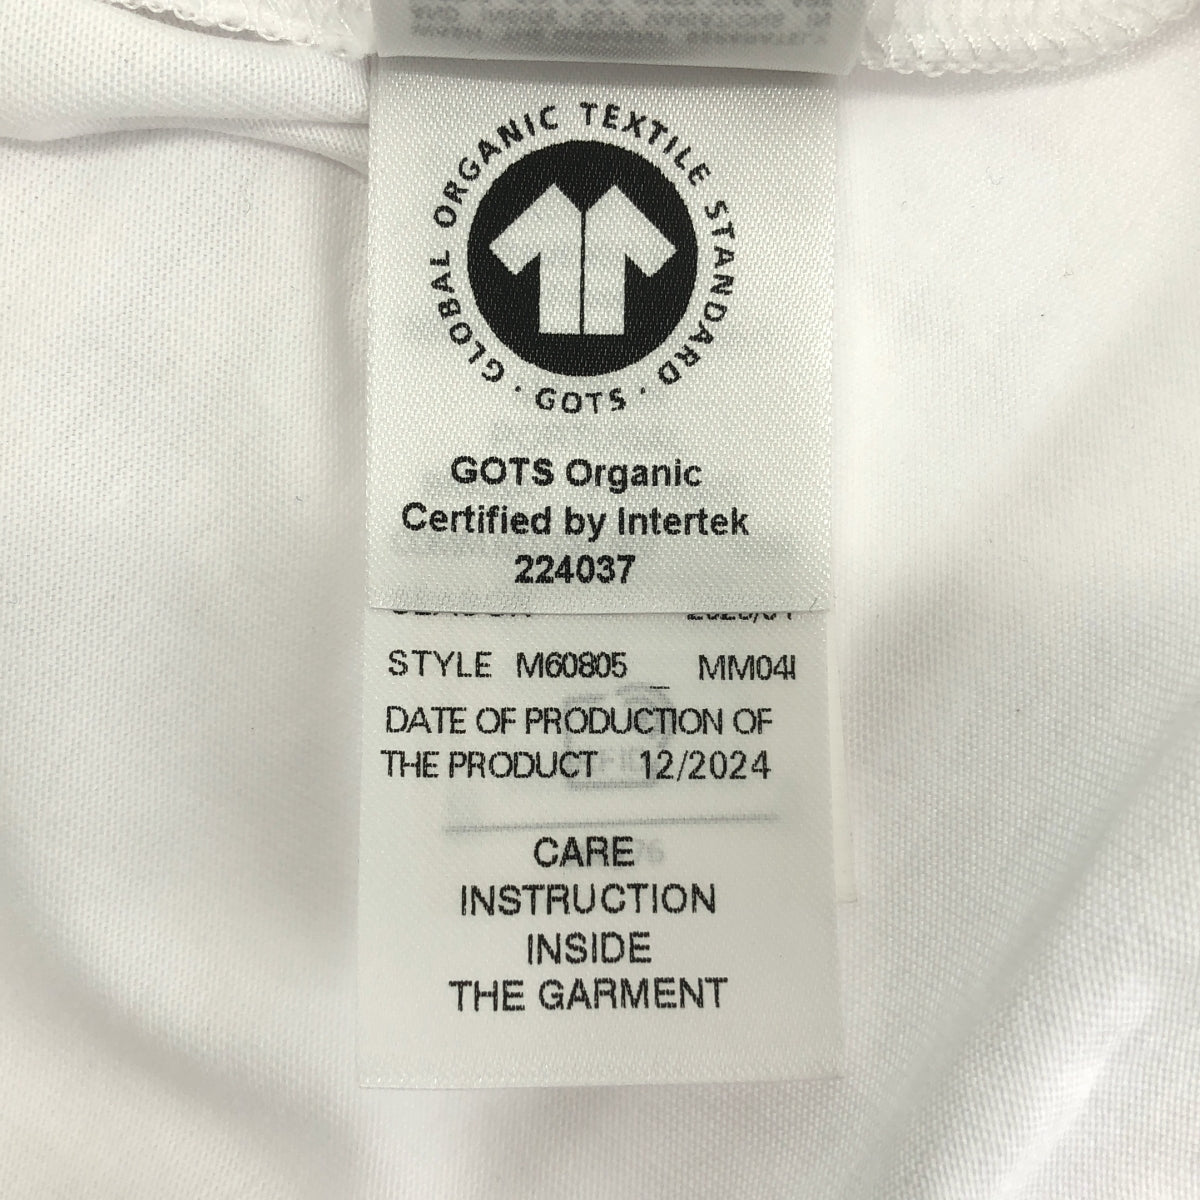 GLOBAL ORGANIC TEXTILE STANDARD · GOTS ·
GOTS Organic
Certified by Intertek
224037
STYLE M60805 _ MM04I
DATE OF PRODUCTION OF
THE PRODUCT 12/2024
CARE
INSTRUCTION
INSIDE
THE GARMENT